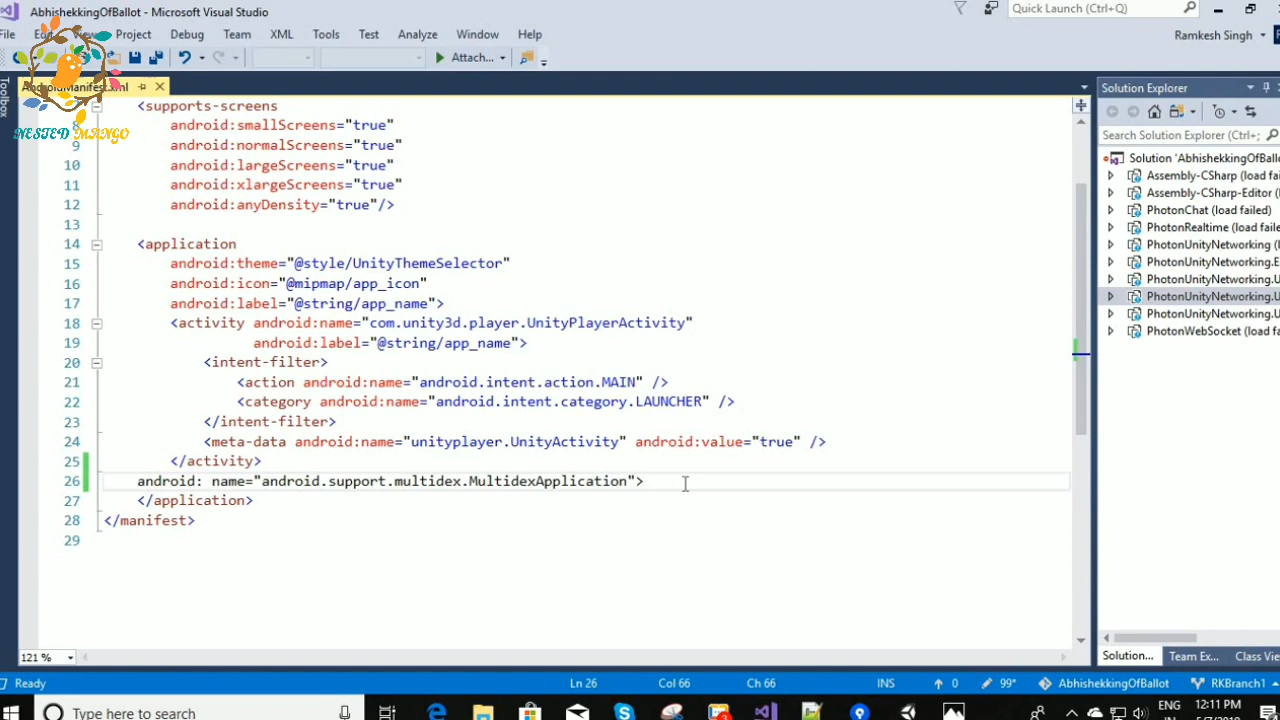 AbhishekkingOfBallot - Microsoft Visual Studio
Quick Launch (Ctrl+Q)
File Project Debug Team XML Tools Test Analyze Window Help
Ramkesh Singh
Attach...
Toolbox
NESTED MANGO
<supports-screens
8 android:smallScreens="true"
9 android:normalScreens="true"
10 android:largeScreens="true"
11 android:xlargeScreens="true"
12 android:anyDensity="true"/>
13
14 <application
15 android:theme="@style/UnityThemeSelector"
16 android:icon="@mipmap/app_icon"
17 android:label="@string/app_name">
18 <activity android:name="com.unity3d.player.UnityPlayerActivity"
19 android:label="@string/app_name">
20 <intent-filter>
21 <action android:name="android.intent.action.MAIN" />
22 <category android:name="android.intent.category.LAUNCHER" />
23 </intent-filter>
24 <meta-data android:name="unityplayer.UnityActivity" android:value="true" />
25 </activity>
26 android: name="android.support.multidex.MultidexApplication">
27 </application>
28 </manifest>
29
Solution Explorer
Search Solution Explorer (Ctrl+;
Solution 'AbhishekkingOfBallo
Assembly-CSharp (load fai
Assembly-CSharp-Editor (
PhotonChat (load failed)
PhotonRealtime (load failed
PhotonUnityNetworking (
PhotonUnityNetworking.E
PhotonUnityNetworking.U
PhotonUnityNetworking.U
PhotonUnityNetworking.U
PhotonWebSocket (load fa
121 %
Solution... Team Ex... Class Vie
Ready Ln 26 Col 66 Ch 66 INS 0 99* AbhishekkingOfBallot RKBranch1
Type here to search
ENG 12:11 PM